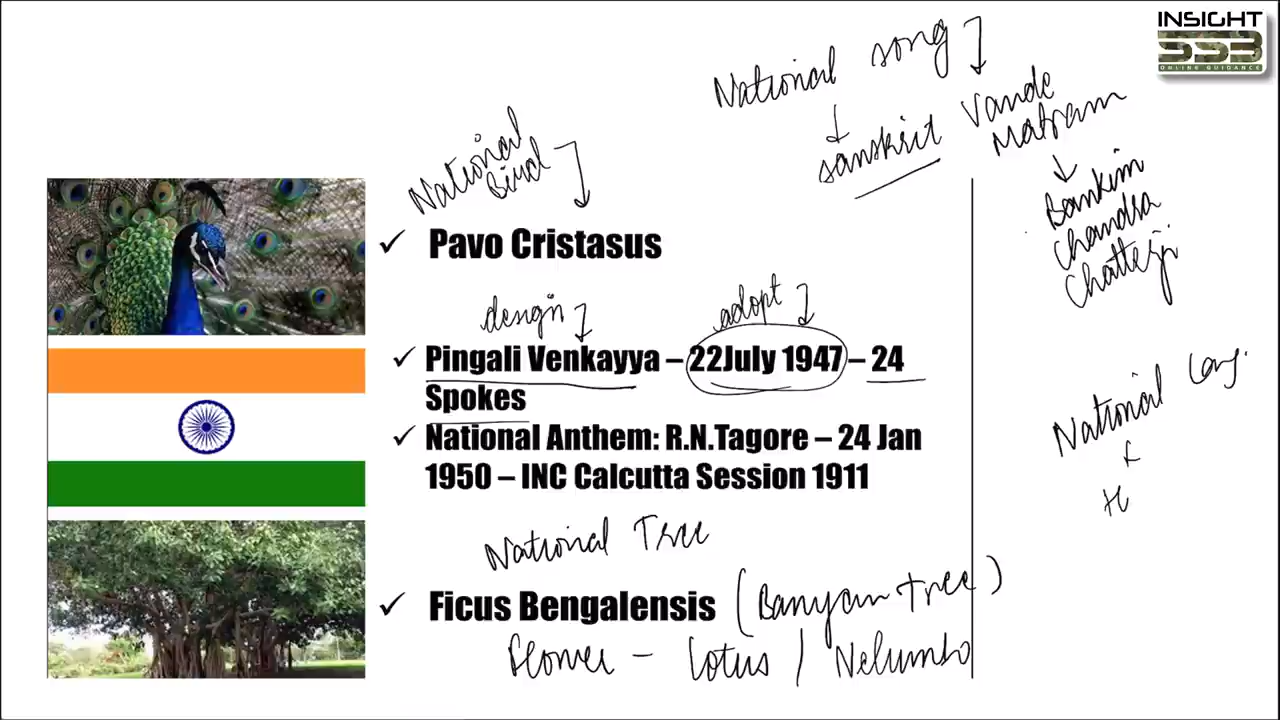 INSIGHT
SSB
ONLINE GUIDANCE
National song
sanskrit
Vande
Matram
Bankim
Chandra
Chatterji
National
Bird
✓ Pavo Cristasus
design
adopt
✓ Pingali Venkayya – 22July 1947 – 24
Spokes
✓ National Anthem: R.N.Tagore – 24 Jan
1950 – INC Calcutta Session 1911
National Lang.
H
National Tree
✓ Ficus Bengalensis (Banyan Tree)
flower – Lotus / Nelumbo